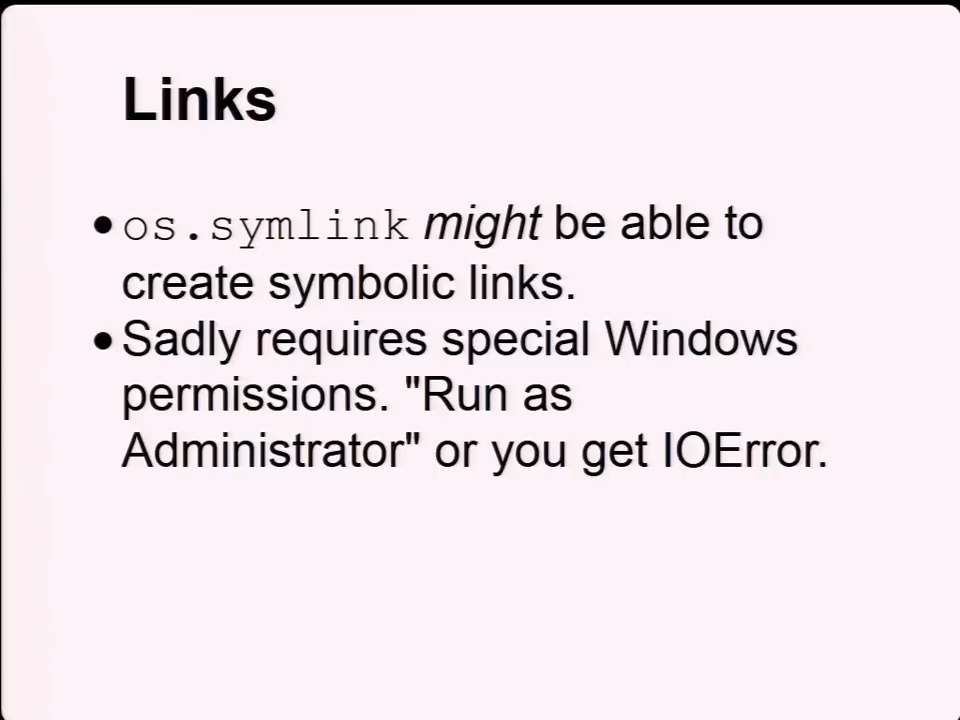 Links
•os.symlink might be able to
create symbolic links.
•Sadly requires special Windows
permissions. "Run as
Administrator" or you get IOError.